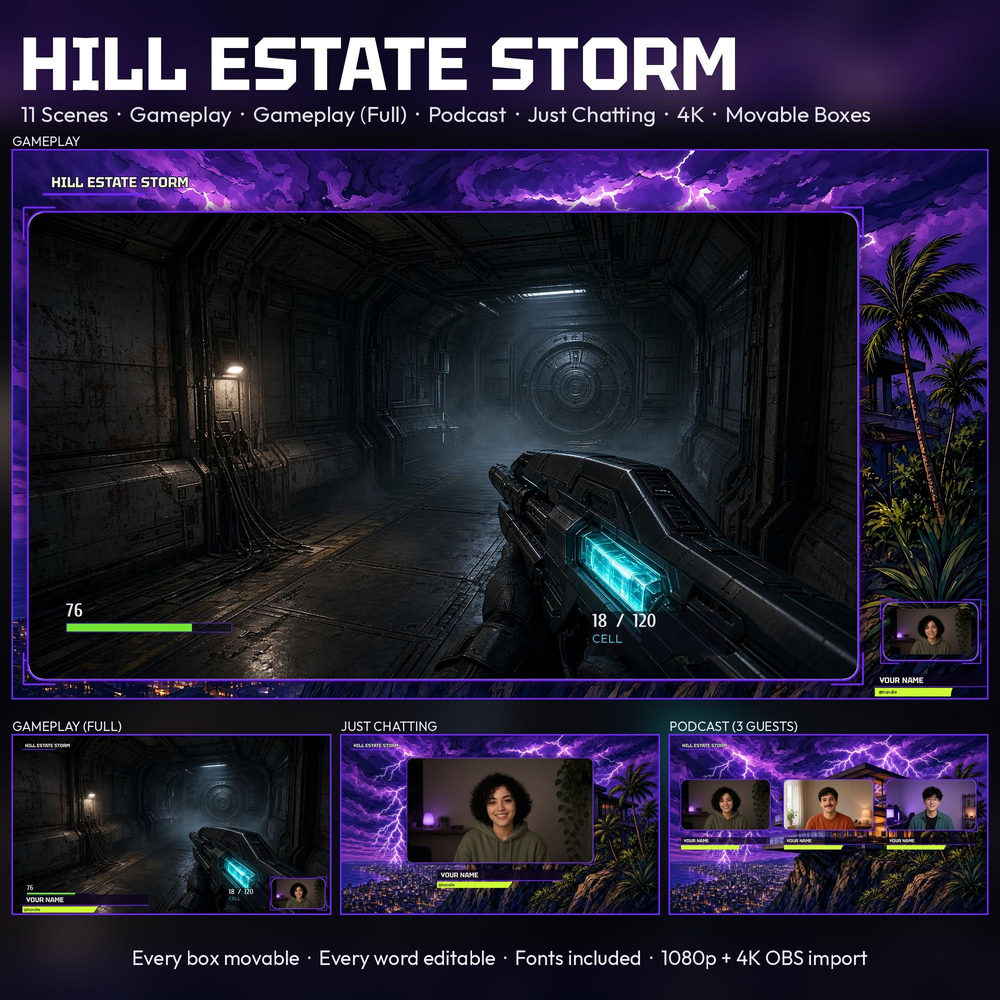 HILL ESTATE STORM
11 Scenes · Gameplay · Gameplay (Full) · Podcast · Just Chatting · 4K · Movable Boxes
GAMEPLAY
HILL ESTATE STORM
76
18 / 120
CELL
YOUR NAME
@handle
GAMEPLAY (FULL)
HILL ESTATE STORM
76
18 / 120
CELL
YOUR NAME
@handle
JUST CHATTING
HILL ESTATE STORM
YOUR NAME
@handle
PODCAST (3 GUESTS)
HILL ESTATE STORM
YOUR NAME
YOUR NAME
YOUR NAME
Every box movable · Every word editable · Fonts included · 1080p + 4K OBS import